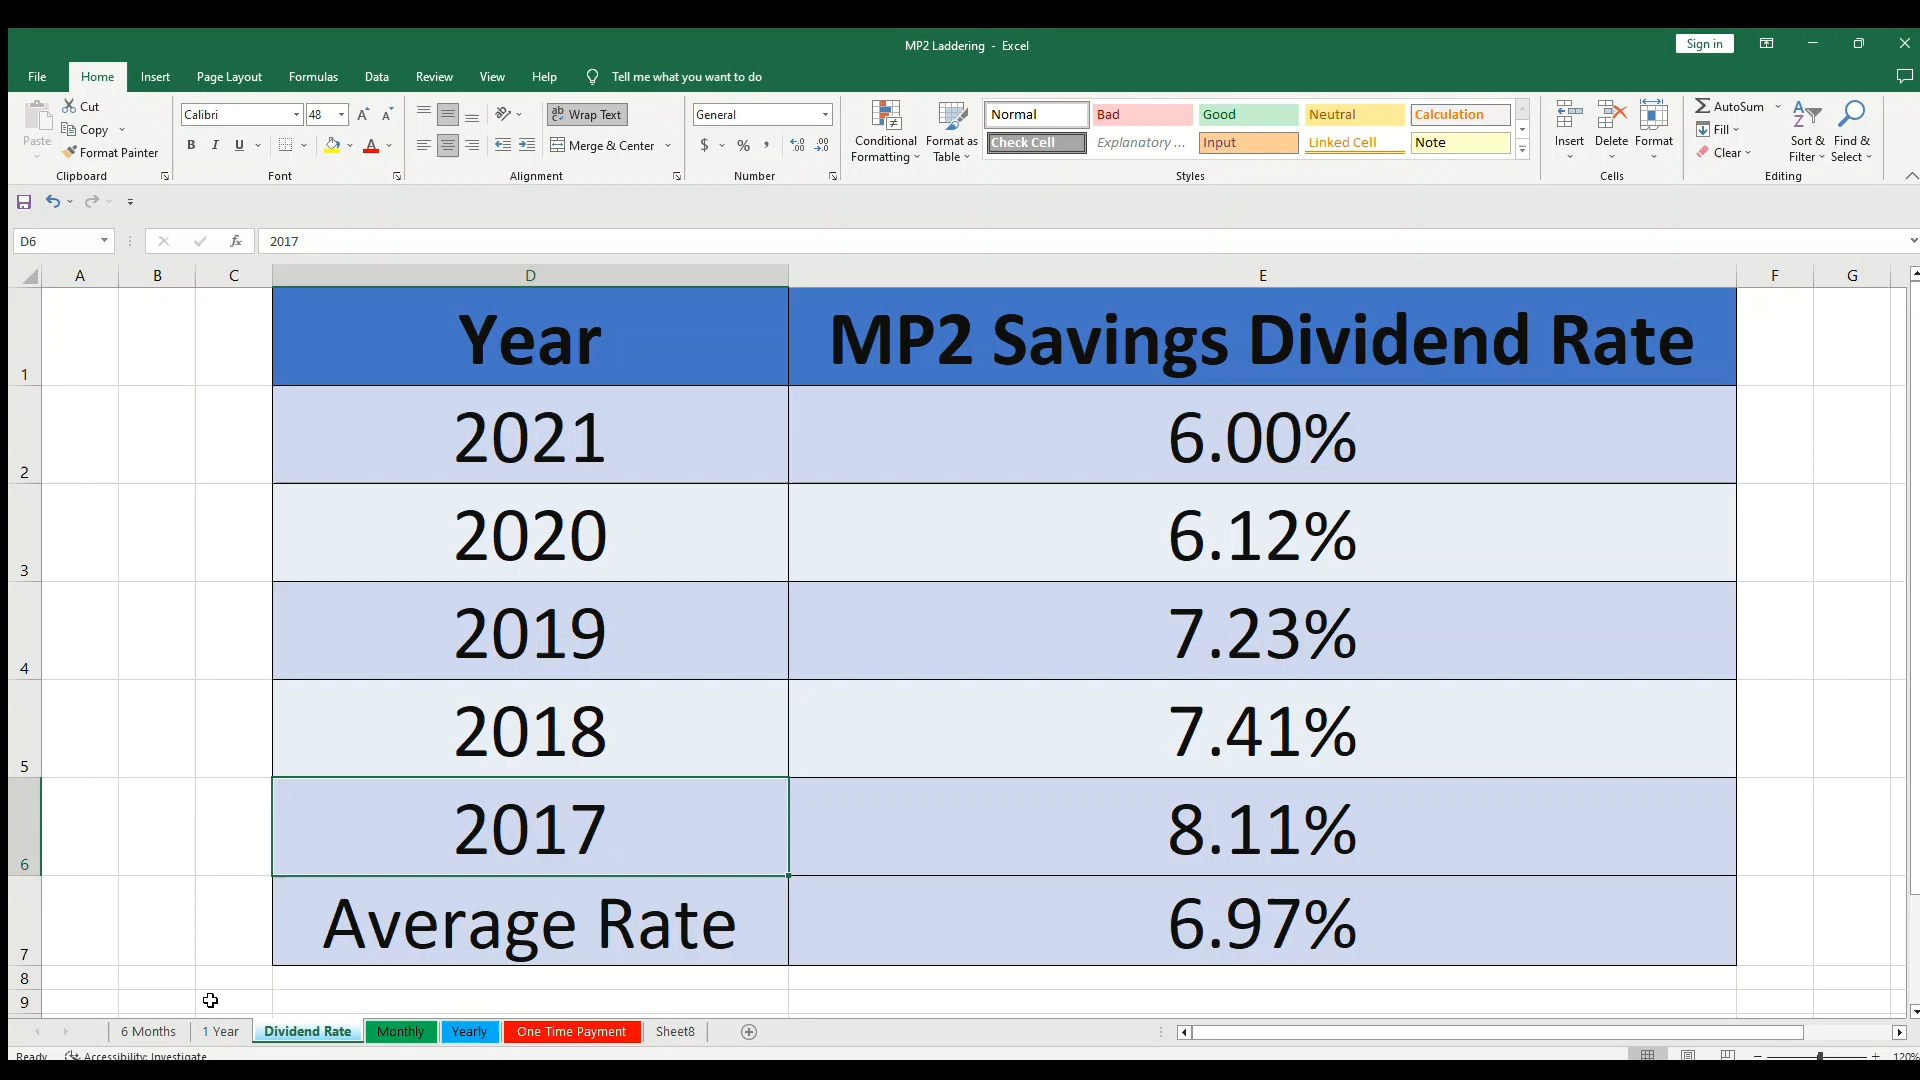 MP2 Laddering - Excel
Sign in
File Home Insert Page Layout Formulas Data Review View Help Tell me what you want to do
Paste
Cut
Copy
Format Painter
Clipboard
Calibri 48
B I U
Font
Wrap Text
Merge & Center
Alignment
General
$ % ,
Number
Conditional Formatting
Format as Table
Normal Bad Good Neutral Calculation
Check Cell Explanatory ... Input Linked Cell Note
Styles
Insert Delete Format
Cells
AutoSum
Fill
Clear
Sort & Filter
Find & Select
Editing
D6
fx
2017
A B C D E F G
1 Year MP2 Savings Dividend Rate
2 2021 6.00%
3 2020 6.12%
4 2019 7.23%
5 2018 7.41%
6 2017 8.11%
7 Average Rate 6.97%
8
9
6 Months 1 Year Dividend Rate Monthly Yearly One Time Payment Sheet8
Ready Accessibility: Investigate 120%